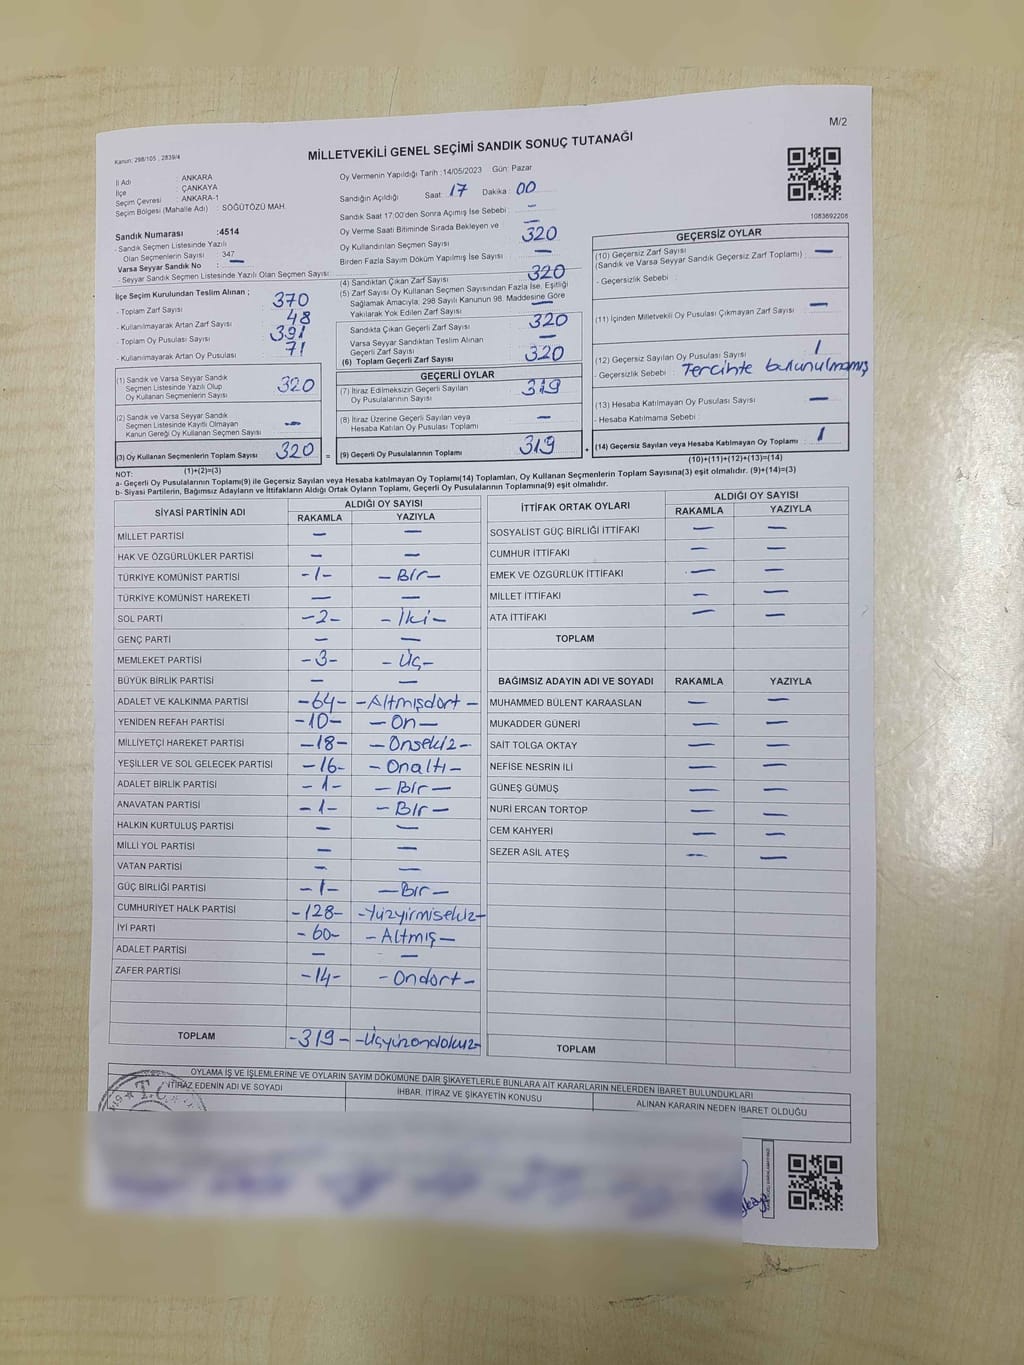 M/2
Kanun: 298/105 , 2839/4
MİLLETVEKİLİ GENEL SEÇİMİ SANDIK SONUÇ TUTANAĞI
İl Adı : ANKARA
İlçe : ÇANKAYA
Seçim Çevresi : ANKARA-1
Seçim Bölgesi (Mahalle Adı) : SÖĞÜTÖZÜ MAH.
Sandık Numarası :4514
- Sandık Seçmen Listesinde Yazılı
Olan Seçmenlerin Sayısı 347
Varsa Seyyar Sandık No : —
- Seyyar Sandık Seçmen Listesinde Yazılı Olan Seçmen Sayısı:
İlçe Seçim Kurulundan Teslim Alınan ;
- Toplam Zarf Sayısı 370
- Kullanılmayarak Artan Zarf Sayısı 48
- Toplam Oy Pusulası 391
- Kullanılmayarak Artan Oy Pusulası 71
(1) Sandık ve Varsa Seyyar Sandık
Seçmen Listesinde Yazılı Olup
Oy Kullanan Seçmenlerin Sayısı 320
(2) Sandık ve Varsa Seyyar Sandık
Seçmen Listesinde Kayıtlı Olmayan
Kanun Gereği Oy Kullanan Seçmen Sayısı —
(3) Oy Kullanan Seçmenlerin Toplam Sayısı 320 =
(1)+(2)=(3)
Oy Vermenin Yapıldığı Tarih :14/05/2023 Gün: Pazar
Sandığın Açıldığı Saat: 17 Dakika: 00
Sandık Saat 17:00'den Sonra Açımış İse Sebebi : —
Oy Verme Saati Bitiminde Sırada Bekleyen ve —
Oy Kullandırılan Seçmen Sayısı 320
Birden Fazla Sayım Döküm Yapılmış İse Sayısı —
(4) Sandıktan Çıkan Zarf Sayısı 320
(5) Zarf Sayısı Oy Kullanan Seçmen Sayısından Fazla İse, Eşitliği
Sağlamak Amacıyla, 298 Sayılı Kanunun 98. Maddesine Göre
Yakılarak Yok Edilen Zarf Sayısı —
Sandıkta Çıkan Geçerli Zarf Sayısı 320
Varsa Seyyar Sandıktan Teslim Alınan
Geçerli Zarf Sayısı —
(6) Toplam Geçerli Zarf Sayısı 320
GEÇERLİ OYLAR
(7) İtiraz Edilmeksizin Geçerli Sayılan
Oy Pusulalarının Sayısı 319
(8) İtiraz Üzerine Geçerli Sayılan veya
Hesaba Katılan Oy Pusulası Toplamı —
(9) Geçerli Oy Pusulalarının Toplamı 319 +
1083692206
GEÇERSİZ OYLAR
(10) Geçersiz Zarf Sayısı —
(Sandık ve Varsa Seyyar Sandık Geçersiz Zarf Toplamı) :
- Geçersizlik Sebebi :
(11) İçinden Milletvekili Oy Pusulası Çıkmayan Zarf Sayısı —
(12) Geçersiz Sayılan Oy Pusulası Sayısı 1
- Geçersizlik Sebebi : Tercihte bulunulmamış
(13) Hesaba Katılmayan Oy Pusulası Sayısı —
- Hesaba Katılmama Sebebi :
(14) Geçersiz Sayılan veya Hesaba Katılmayan Oy Toplamı : 1
(10)+(11)+(12)+(13)=(14)
NOT:
a- Geçerli Oy Pusulalarının Toplamı(9) ile Geçersiz Sayılan veya Hesaba katılmayan Oy Toplamı(14) Toplamları, Oy Kullanan Seçmenlerin Toplam Sayısına(3) eşit olmalıdır. (9)+(14)=(3)
b- Siyasi Partilerin, Bağımsız Adayların ve İttifakların Aldığı Ortak Oyların Toplamı, Geçerli Oy Pusulalarının Toplamına(9) eşit olmalıdır.
SİYASİ PARTİNİN ADI ALDIĞI OY SAYISI
RAKAMLA YAZIYLA
MİLLET PARTİSİ — —
HAK VE ÖZGÜRLÜKLER PARTİSİ — —
TÜRKİYE KOMÜNİST PARTİSİ -1- -Bir-
TÜRKİYE KOMÜNİST HAREKETİ — —
SOL PARTİ -2- -İki-
GENÇ PARTİ — —
MEMLEKET PARTİSİ -3- -Üç-
BÜYÜK BİRLİK PARTİSİ — —
ADALET VE KALKINMA PARTİSİ -64- -Altmışdört-
YENİDEN REFAH PARTİSİ -10- -On-
MİLLİYETÇİ HAREKET PARTİSİ -18- -Onsekiz-
YEŞİLLER VE SOL GELECEK PARTİSİ -16- -Onaltı-
ADALET BİRLİK PARTİSİ -1- -Bir-
ANAVATAN PARTİSİ -1- -Bir-
HALKIN KURTULUŞ PARTİSİ — —
MİLLİ YOL PARTİSİ — —
VATAN PARTİSİ — —
GÜÇ BİRLİĞİ PARTİSİ -1- -Bir-
CUMHURİYET HALK PARTİSİ -128- -Yüzyirmisekiz-
İYİ PARTİ -60- -Altmış-
ADALET PARTİSİ — —
ZAFER PARTİSİ -14- -Ondört-
TOPLAM -319- -Üçyüzondokuz-
İTTİFAK ORTAK OYLARI ALDIĞI OY SAYISI
RAKAMLA YAZIYLA
SOSYALİST GÜÇ BİRLİĞİ İTTİFAKI — —
CUMHUR İTTİFAKI — —
EMEK VE ÖZGÜRLÜK İTTİFAKI — —
MİLLET İTTİFAKI — —
ATA İTTİFAKI — —
TOPLAM
BAĞIMSIZ ADAYIN ADI VE SOYADI RAKAMLA YAZIYLA
MUHAMMED BÜLENT KARAASLAN — —
MUKADDER GÜNERİ — —
SAİT TOLGA OKTAY — —
NEFİSE NESRİN İLİ — —
GÜNEŞ GÜMÜŞ — —
NURİ ERCAN TORTOP — —
CEM KAHYERİ — —
SEZER ASİL ATEŞ — —
TOPLAM
OYLAMA İŞ VE İŞLEMLERİNE VE OYLARIN SAYIM DÖKÜMÜNE DAİR ŞİKAYETLERLE BUNLARA AİT KARARLARIN NELERDEN İBARET BULUNDUKLARI
İTİRAZ EDENİN ADI VE SOYADI İHBAR, İTİRAZ VE ŞİKAYETİN KONUSU ALINAN KARARIN NEDEN İBARET OLDUĞU
T.C.